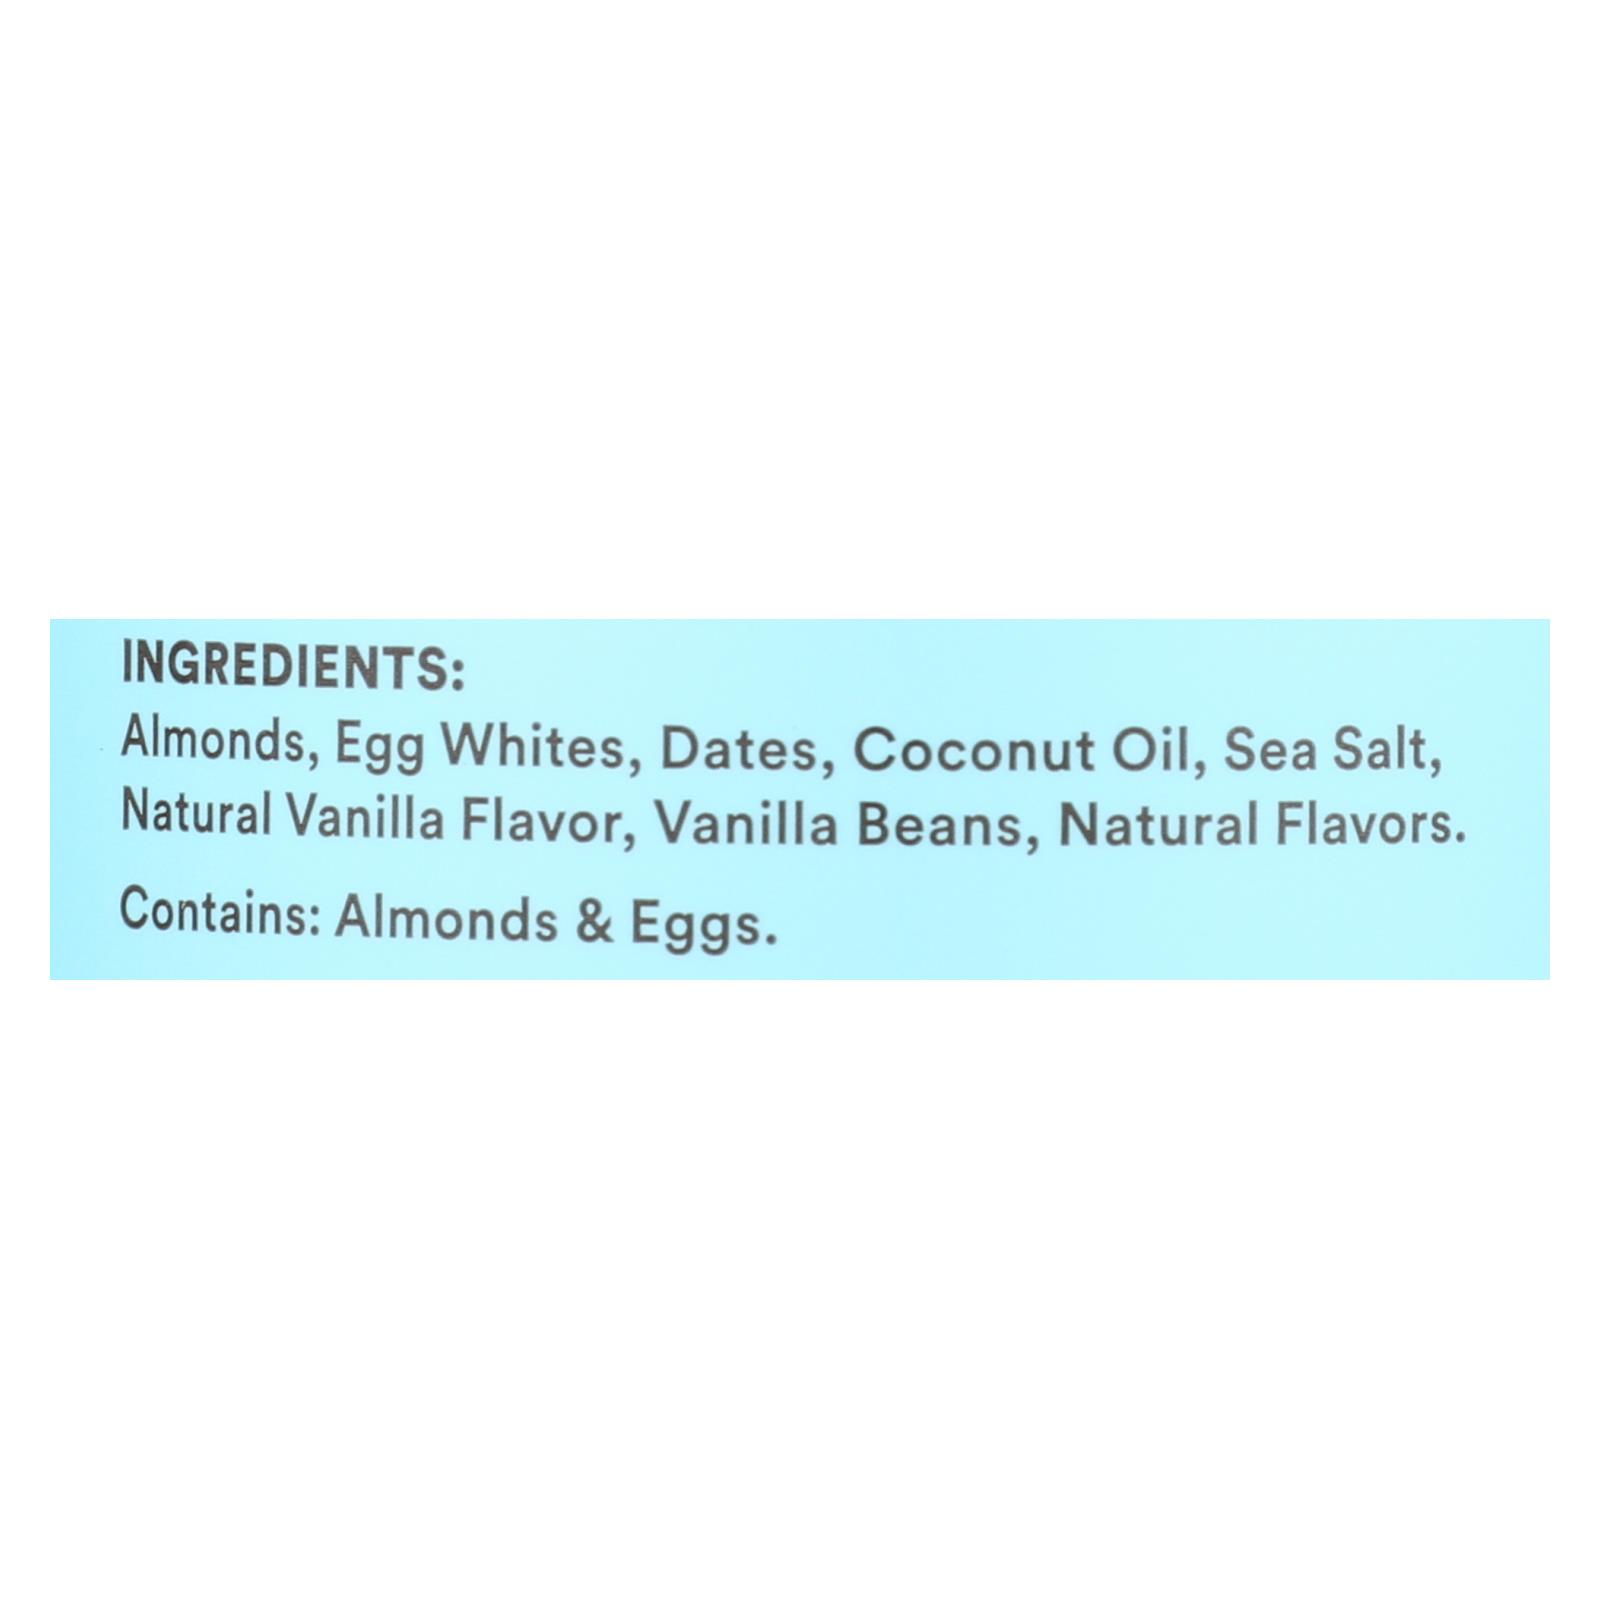 INGREDIENTS:
Almonds, Egg Whites, Dates, Coconut Oil, Sea Salt,
Natural Vanilla Flavor, Vanilla Beans, Natural Flavors.
Contains: Almonds & Eggs.